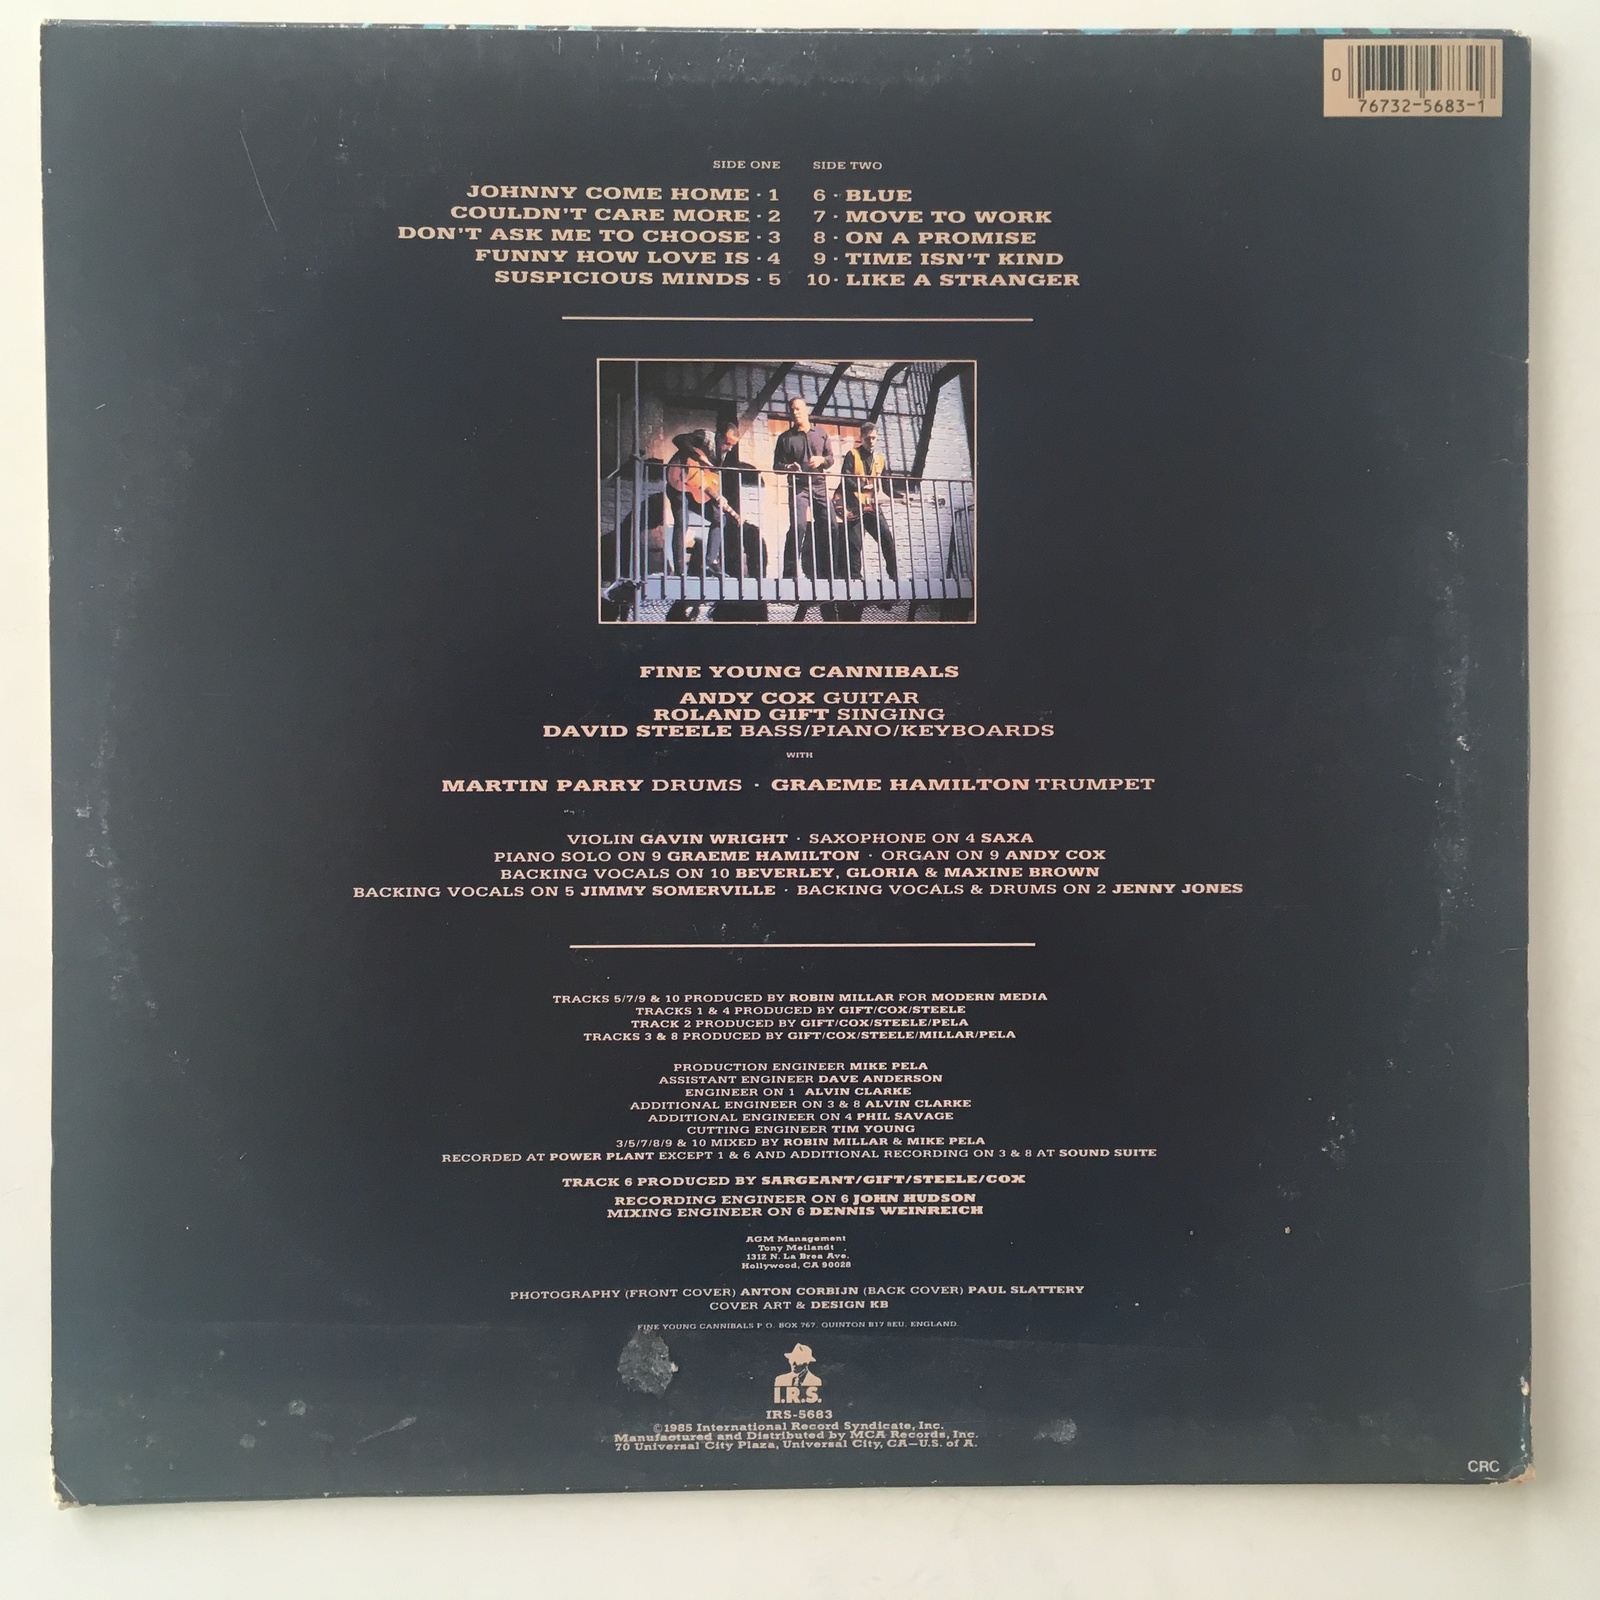 0
76732-5683-1
SIDE ONE
JOHNNY COME HOME · 1
COULDN'T CARE MORE · 2
DON'T ASK ME TO CHOOSE · 3
FUNNY HOW LOVE IS · 4
SUSPICIOUS MINDS · 5
SIDE TWO
6 · BLUE
7 · MOVE TO WORK
8 · ON A PROMISE
9 · TIME ISN'T KIND
10 · LIKE A STRANGER
FINE YOUNG CANNIBALS
ANDY COX GUITAR
ROLAND GIFT SINGING
DAVID STEELE BASS/PIANO/KEYBOARDS
WITH
MARTIN PARRY DRUMS · GRAEME HAMILTON TRUMPET
VIOLIN GAVIN WRIGHT · SAXOPHONE ON 4 SAXA
PIANO SOLO ON 9 GRAEME HAMILTON · ORGAN ON 9 ANDY COX
BACKING VOCALS ON 10 BEVERLEY, GLORIA & MAXINE BROWN
BACKING VOCALS ON 5 JIMMY SOMERVILLE · BACKING VOCALS & DRUMS ON 2 JENNY JONES
TRACKS 5/7/9 & 10 PRODUCED BY ROBIN MILLAR FOR MODERN MEDIA
TRACKS 1 & 4 PRODUCED BY GIFT/COX/STEELE
TRACK 2 PRODUCED BY GIFT/COX/STEELE/PELA
TRACKS 3 & 8 PRODUCED BY GIFT/COX/STEELE/MILLAR/PELA
PRODUCTION ENGINEER MIKE PELA
ASSISTANT ENGINEER DAVE ANDERSON
ENGINEER ON 1 ALVIN CLARKE
ADDITIONAL ENGINEER ON 3 & 8 ALVIN CLARKE
ADDITIONAL ENGINEER ON 4 PHIL SAVAGE
CUTTING ENGINEER TIM YOUNG
3/5/7/8/9 & 10 MIXED BY ROBIN MILLAR & MIKE PELA
RECORDED AT POWER PLANT EXCEPT 1 & 6 AND ADDITIONAL RECORDING ON 3 & 8 AT SOUND SUITE
TRACK 6 PRODUCED BY SARGEANT/GIFT/STEELE/COX
RECORDING ENGINEER ON 6 JOHN HUDSON
MIXING ENGINEER ON 6 DENNIS WEINREICH
AGM Management
Tony Meilandt
1312 N. La Brea Ave.
Hollywood, CA 90028
PHOTOGRAPHY (FRONT COVER) ANTON CORBIJN (BACK COVER) PAUL SLATTERY
COVER ART & DESIGN KB
FINE YOUNG CANNIBALS P.O. BOX 767, QUINTON B17 8EU, ENGLAND.
I.R.S.
IRS-5683
©1985 International Record Syndicate, Inc.
Manufactured and Distributed by MCA Records, Inc.
70 Universal City Plaza, Universal City, CA—U.S. of A.
CRC